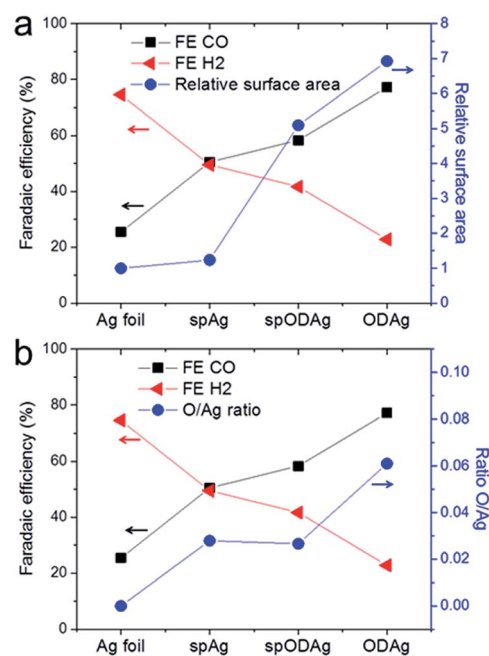 a
FE CO
FE H2
Relative surface area
Faradaic efficiency (%)
100
80
60
40
20
0
8
7
6
5
4
3
2
1
0
Relative surface area
Ag foil spAg spODAg ODAg
b
FE CO
FE H2
O/Ag ratio
Faradaic efficiency (%)
100
80
60
40
20
0
0.10
0.08
0.06
0.04
0.02
0.00
Ratio O/Ag
Ag foil spAg spODAg ODAg